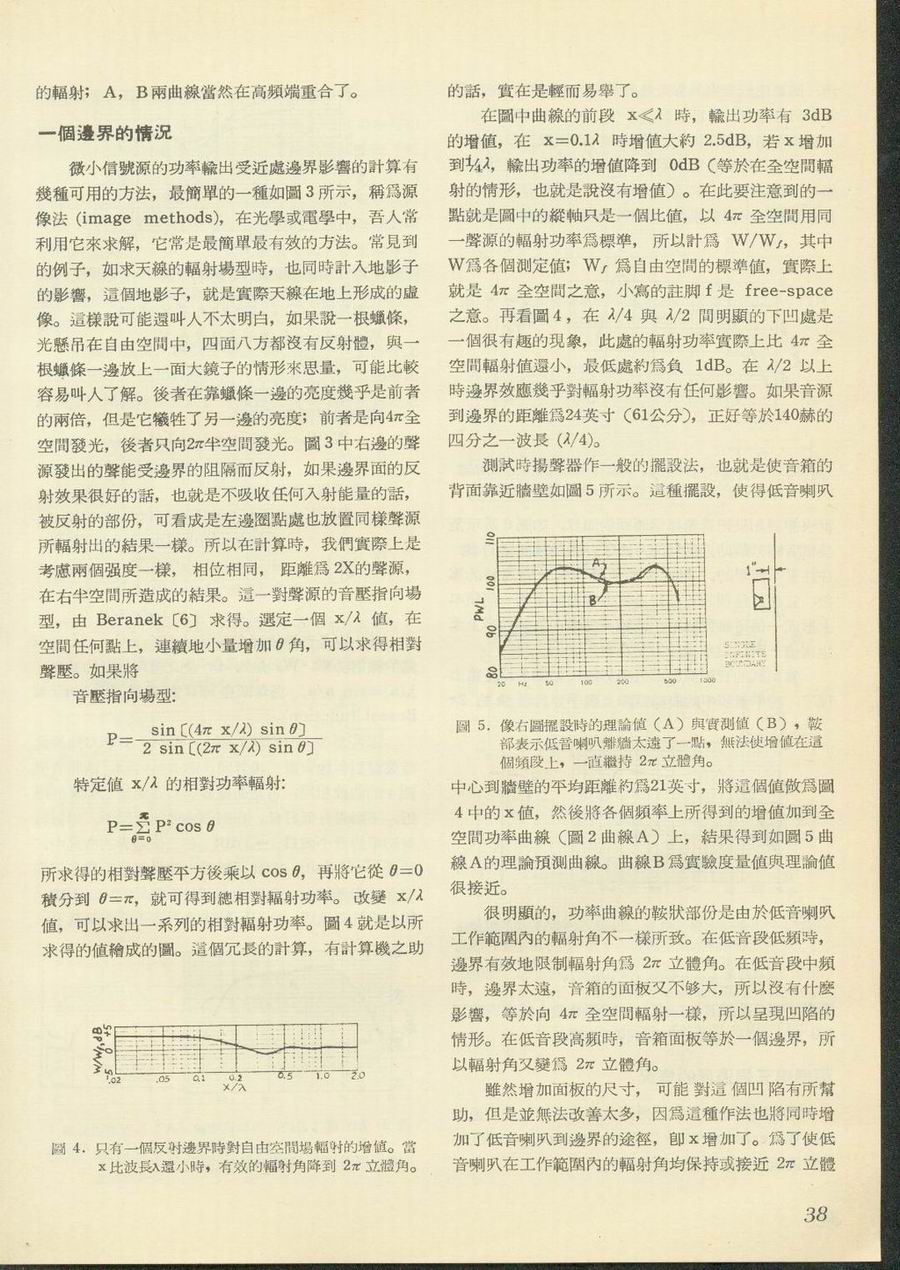 的輻射；A，B兩曲線當然在高頻端重合了。
一個邊界的情況
微小信號源的功率輸出受近處邊界影響的計算有
幾種可用的方法，最簡單的一種如圖3所示，稱爲源
像法 (image methods)，在光學或電學中，吾人常
利用它來求解，它常是最簡單最有效的方法。常見到
的例子，如求天線的輻射場型時，也同時計入地影子
的影響，這個地影子，就是實際天線在地上形成的虛
像。這樣說可能還叫人不太明白，如果說一根蠟條，
光懸吊在自由空間中，四面八方都沒有反射體，與一
根蠟條一邊放上一面大鏡子的情形來思量，可能比較
容易叫人了解。後者在靠蠟條一邊的亮度幾乎是前者
的兩倍，但是它犧牲了另一邊的亮度；前者是向4π全
空間發光，後者只向2π半空間發光。圖3中右邊的聲
源發出的聲能受邊界的阻隔而反射，如果邊界面的反
射效果很好的話，也就是不吸收任何入射能量的話，
被反射的部份，可看成是左邊圈點處也放置同樣聲源
所輻射出的結果一樣。所以在計算時，我們實際上是
考慮兩個强度一樣，相位相同，距離爲 2X的聲源，
在右半空間所造成的結果。這一對聲源的音壓指向場
型，由 Beranek〔6〕求得。選定一個 x/λ 值，在
空間任何點上，連續地小量增加θ角，可以求得相對
聲壓。如果將
音壓指向場型：
P= sin〔(4π x/λ) sin θ〕
2 sin〔(2π x/λ) sin θ〕
特定值 x/λ 的相對功率輻射：
π
P=Σ P² cos θ
θ=0
所求得的相對聲壓平方後乘以 cos θ，再將它從 θ=0
積分到 θ=π，就可得到總相對輻射功率。改變 x/λ
值，可以求出一系列的相對輻射功率。圖4就是以所
求得的值繪成的圖。這個冗長的計算，有計算機之助
W/Wf, dB
+5
0
-5
.02 .05 0.1 0.2 0.5 1.0 2.0
X/λ
圖 4. 只有一個反射邊界時對自由空間場輻射的增值。當
x比波長λ還小時，有效的輻射角降到 2π 立體角。
的話，實在是輕而易舉了。
在圖中曲線的前段 x≪λ 時，輸出功率有 3dB
的增值，在 x=0.1λ 時增值大約 2.5dB，若x增加
到¼λ，輸出功率的增值降到 0dB（等於在全空間輻
射的情形，也就是說沒有增值）。在此要注意到的一
點就是圖中的縱軸只是一個比值，以 4π 全空間用同
一聲源的輻射功率爲標準，所以計爲 W/Wf，其中
W爲各個測定值；Wf 爲自由空間的標準值，實際上
就是 4π 全空間之意，小寫的註脚 f 是 free-space
之意。再看圖4，在 λ/4 與 λ/2 間明顯的下凹處是
一個很有趣的現象，此處的輻射功率實際上比 4π 全
空間輻射值還小，最低處約爲負 1dB。在 λ/2 以上
時邊界效應幾乎對輻射功率沒有任何影響。如果音源
到邊界的距離爲24英寸（61公分），正好等於140赫的
四分之一波長 (λ/4)。
測試時揚聲器作一般的擺設法，也就是使音箱的
背面靠近牆壁如圖5所示。這種擺設，使得低音喇叭
110
100
90
80
PWL
A
B
20 Hz 50 100 200 500 1000
1"
SINGLE
INFINITE
BOUNDARY
圖 5. 像右圖擺設時的理論值（A）與實測值（B），鞍
部表示低音喇叭離牆太遠了一點，無法使增值在這
個頻段上，一直繼持 2π 立體角。
中心到牆壁的平均距離約爲21英寸，將這個值做爲圖
4中的x值，然後將各個頻率上所得到的增值加到全
空間功率曲線（圖2曲線A）上，結果得到如圖5曲
線A的理論預測曲線。曲線B爲實驗度量值與理論值
很接近。
很明顯的，功率曲線的鞍狀部份是由於低音喇叭
工作範圍內的輻射角不一樣所致。在低音段低頻時，
邊界有效地限制輻射角爲 2π 立體角。在低音段中頻
時，邊界太遠，音箱的面板又不够大，所以沒有什麽
影響，等於向 4π 全空間輻射一樣，所以呈現凹陷的
情形。在低音段高頻時，音箱面板等於一個邊界，所
以輻射角又變爲 2π 立體角。
雖然增加面板的尺寸，可能對這個凹陷有所幫
助，但是並無法改善太多，因爲這種作法也將同時增
加了低音喇叭到邊界的途徑，卽x增加了。爲了使低
音喇叭在工作範圍內的輻射角均保持或接近 2π 立體
38